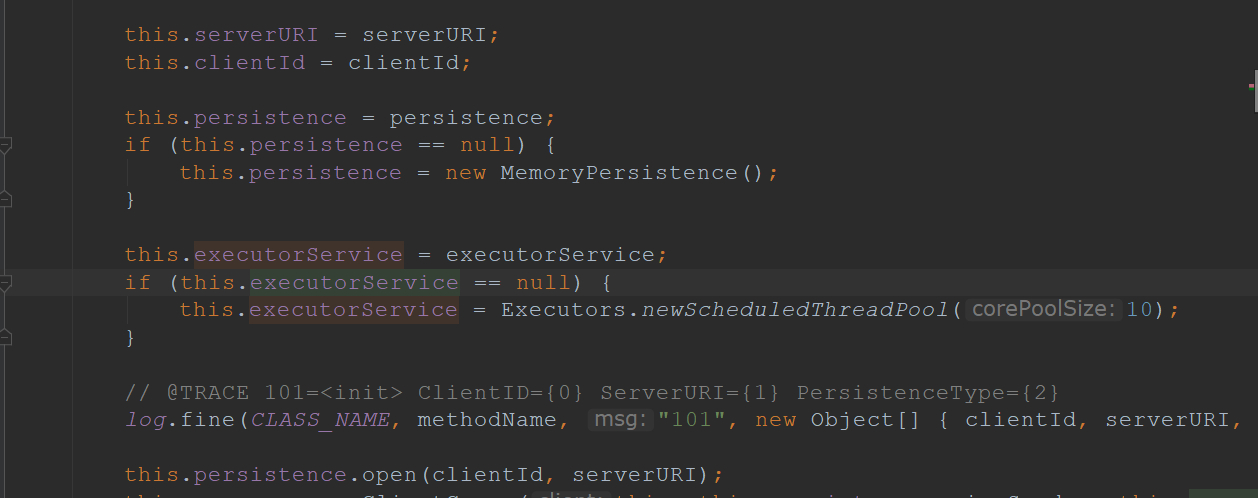 this.serverURI = serverURI;
this.clientId = clientId;
this.persistence = persistence;
if (this.persistence == null) {
this.persistence = new MemoryPersistence();
}
this.executorService = executorService;
if (this.executorService == null) {
this.executorService = Executors.newScheduledThreadPool( corePoolSize: 10);
}
// @TRACE 101=<init> ClientID={0} ServerURI={1} PersistenceType={2}
log.fine(CLASS_NAME, methodName, msg: "101", new Object[] { clientId, serverURI,
this.persistence.open(clientId, serverURI);